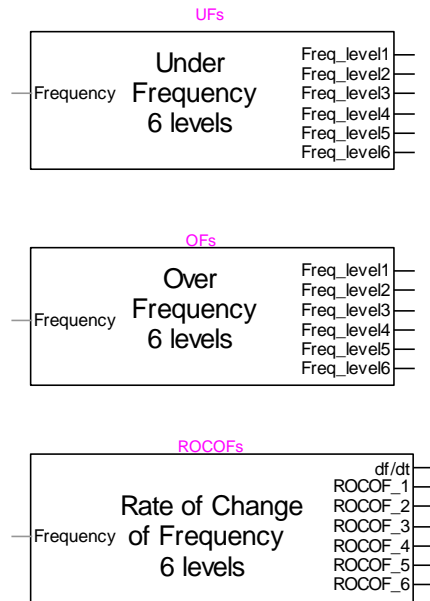 UFs
Frequency
Under
Frequency
6 levels
Freq_level1
Freq_level2
Freq_level3
Freq_level4
Freq_level5
Freq_level6
OFs
Frequency
Over
Frequency
6 levels
Freq_level1
Freq_level2
Freq_level3
Freq_level4
Freq_level5
Freq_level6
ROCOFs
Frequency
Rate of Change
of Frequency
6 levels
df/dt
ROCOF_1
ROCOF_2
ROCOF_3
ROCOF_4
ROCOF_5
ROCOF_6